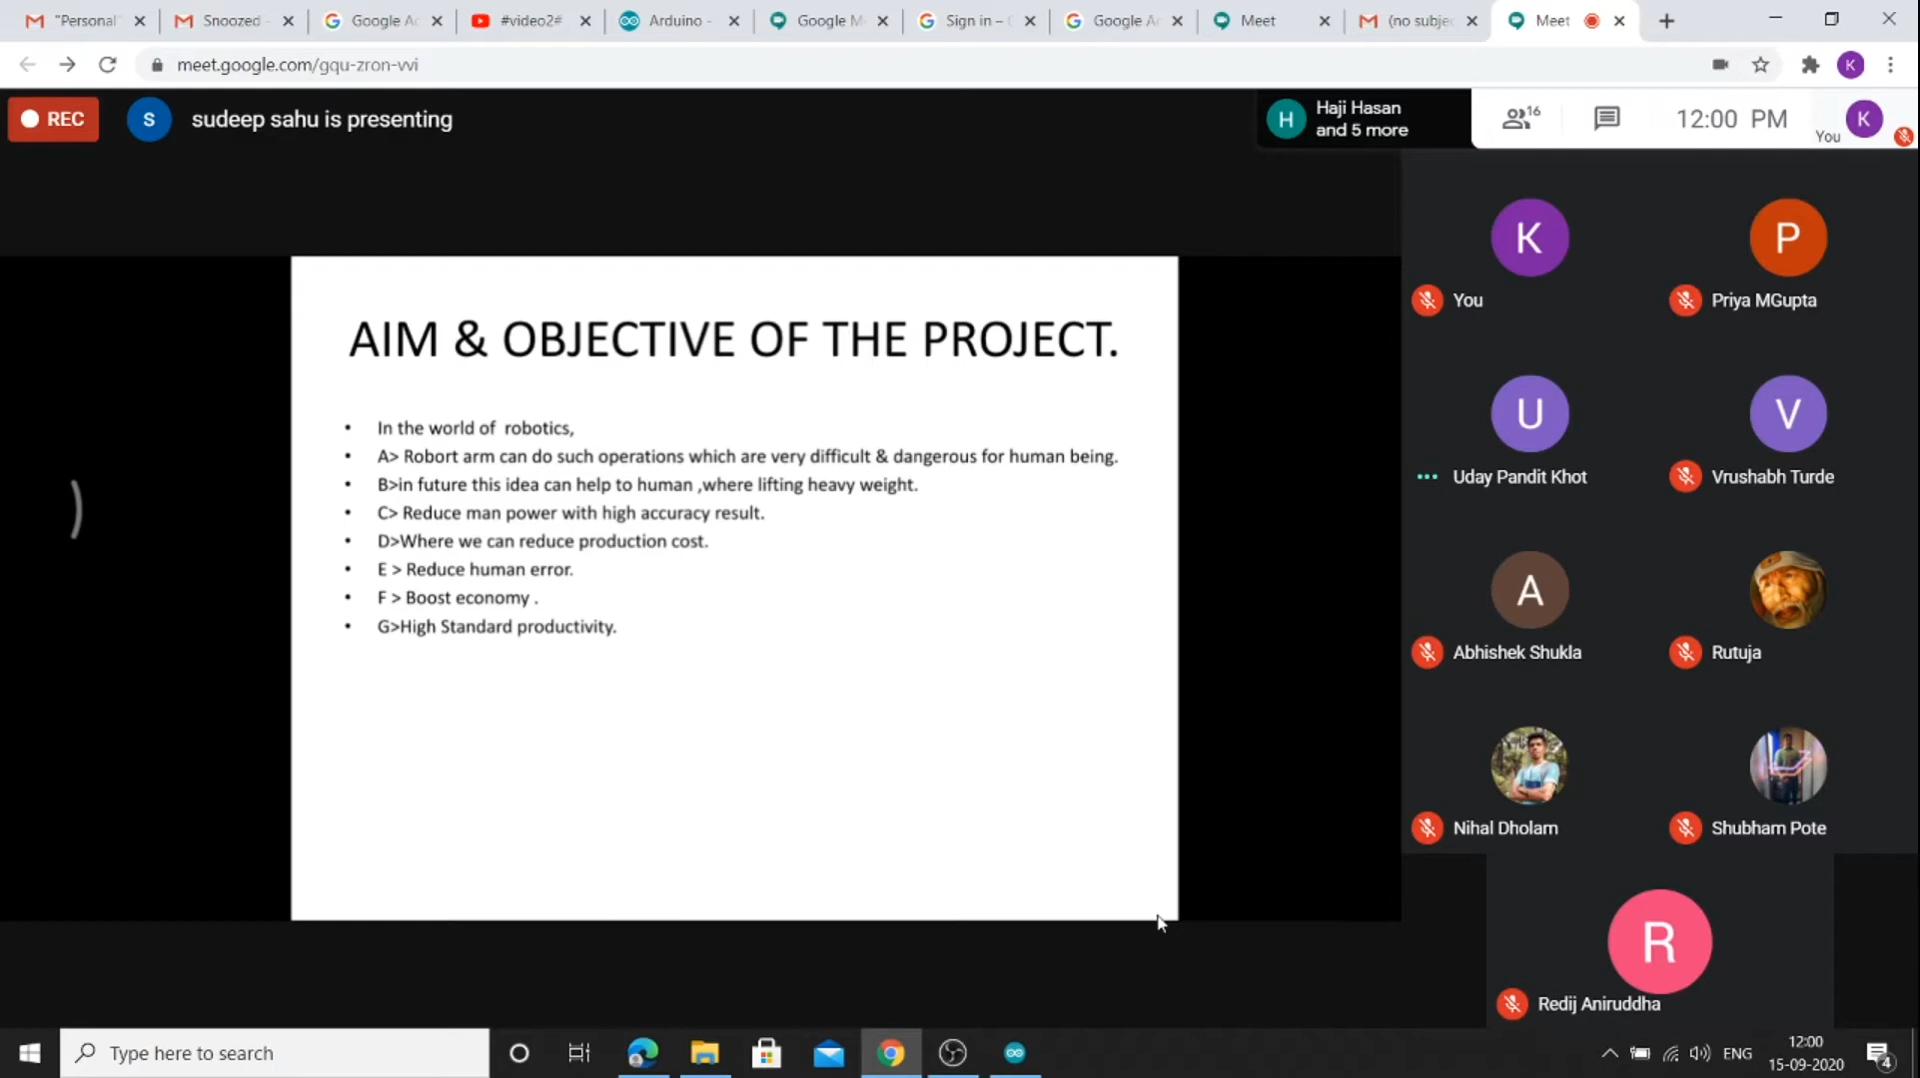 "Personal"
Snoozed -
Google Ac
#video2#
Arduino -
Google M
Sign in – G
Google A
Meet
(no subje
Meet
meet.google.com/gqu-zron-vvi
K
REC
S
sudeep sahu is presenting
H
Haji Hasan
and 5 more
16
12:00 PM
You
K
AIM & OBJECTIVE OF THE PROJECT.
• In the world of robotics,
• A> Robort arm can do such operations which are very difficult & dangerous for human being.
• B>in future this idea can help to human ,where lifting heavy weight.
• C> Reduce man power with high accuracy result.
• D>Where we can reduce production cost.
• E > Reduce human error.
• F > Boost economy .
• G>High Standard productivity.
K
You
P
Priya MGupta
U
Uday Pandit Khot
V
Vrushabh Turde
A
Abhishek Shukla
Rutuja
Nihal Dholam
Shubham Pote
R
Redij Aniruddha
Type here to search
ENG
12:00
15-09-2020
4